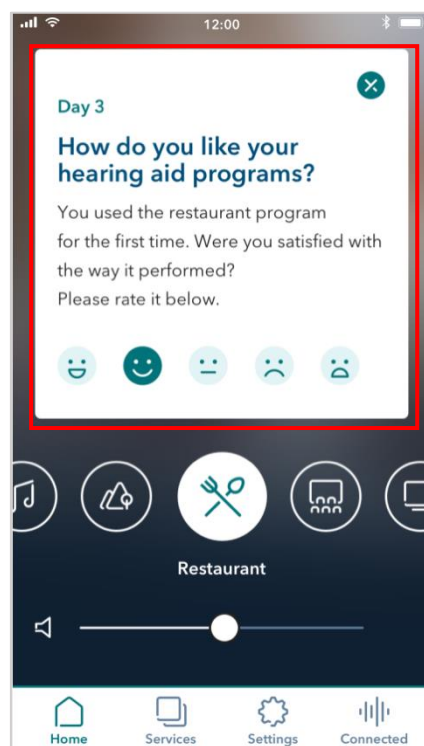 12:00
Day 3
How do you like your
hearing aid programs?
You used the restaurant program
for the first time. Were you satisfied with
the way it performed?
Please rate it below.
Restaurant
Home Services Settings Connected